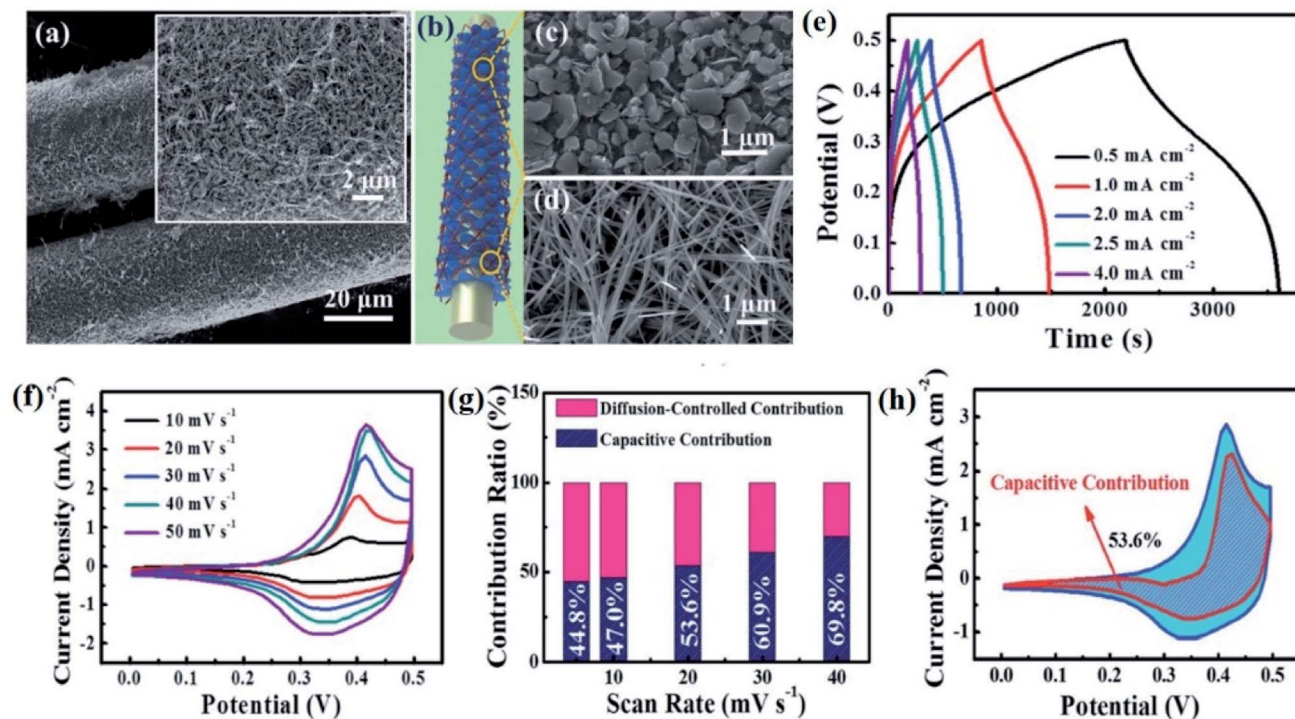 (a)
2 μm
20 μm
(b)
(c)
1 μm
(d)
1 μm
(e)
Potential (V)
0.5
0.4
0.3
0.2
0.1
0.0
0.5 mA cm⁻²
1.0 mA cm⁻²
2.0 mA cm⁻²
2.5 mA cm⁻²
4.0 mA cm⁻²
0 1000 2000 3000
Time (s)
(f)
Current Density (mA cm⁻²)
4
3
2
1
0
-1
-2
10 mV s⁻¹
20 mV s⁻¹
30 mV s⁻¹
40 mV s⁻¹
50 mV s⁻¹
0.0 0.1 0.2 0.3 0.4 0.5
Potential (V)
(g)
Contribution Ratio (%)
150
100
50
0
Diffusion-Controlled Contribution
Capacitive Contribution
44.8%
47.0%
53.6%
60.9%
69.8%
10 20 30 40
Scan Rate (mV s⁻¹)
(h)
Current Density (mA cm⁻²)
3
2
1
0
-1
Capacitive Contribution
53.6%
0.0 0.1 0.2 0.3 0.4 0.5
Potential (V)